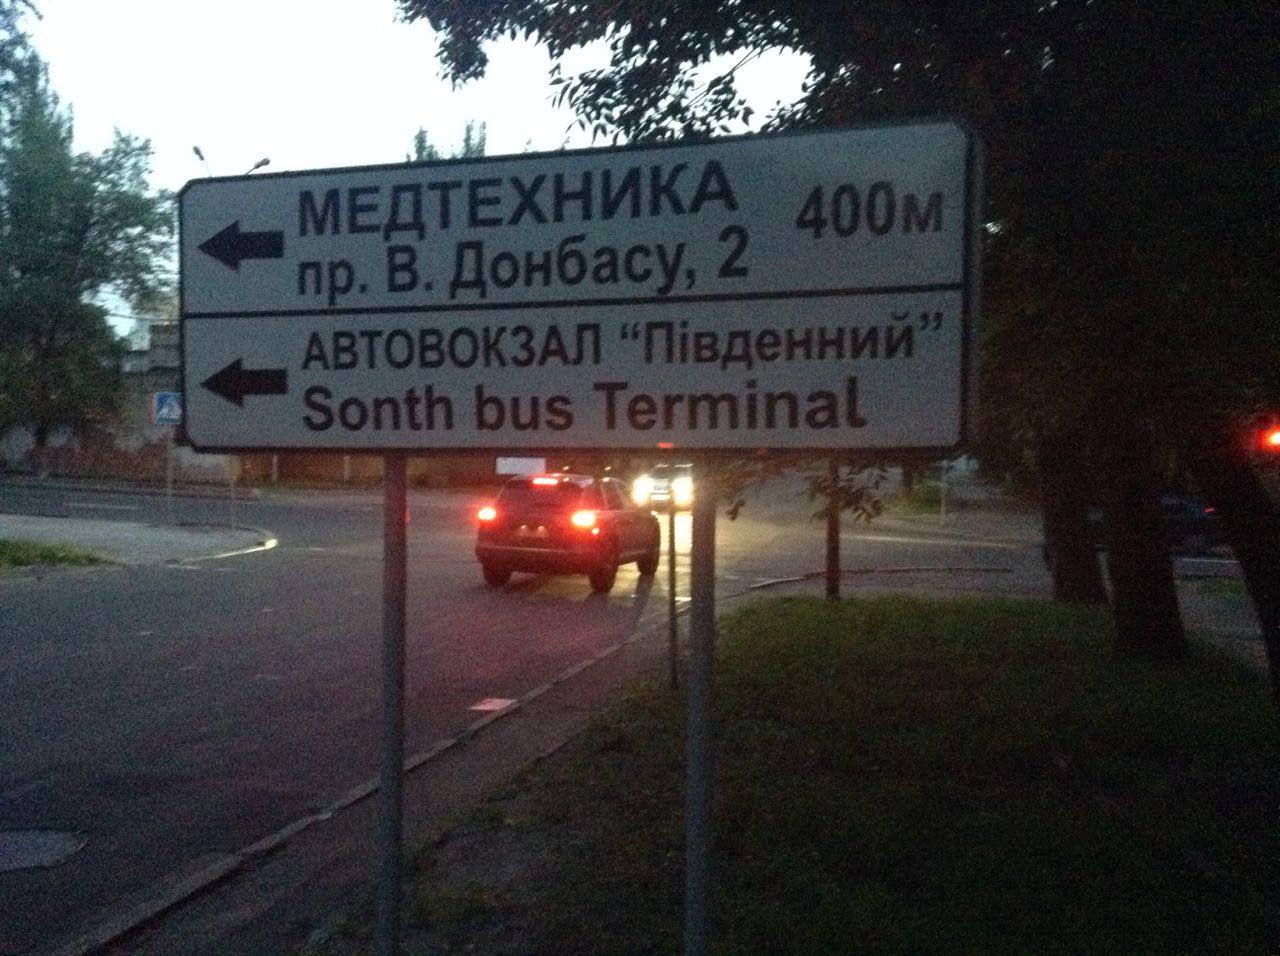 МЕДТЕХНИКА 400м
пр. В. Донбасу, 2
АВТОВОКЗАЛ “Південний”
Sonth bus Terminal